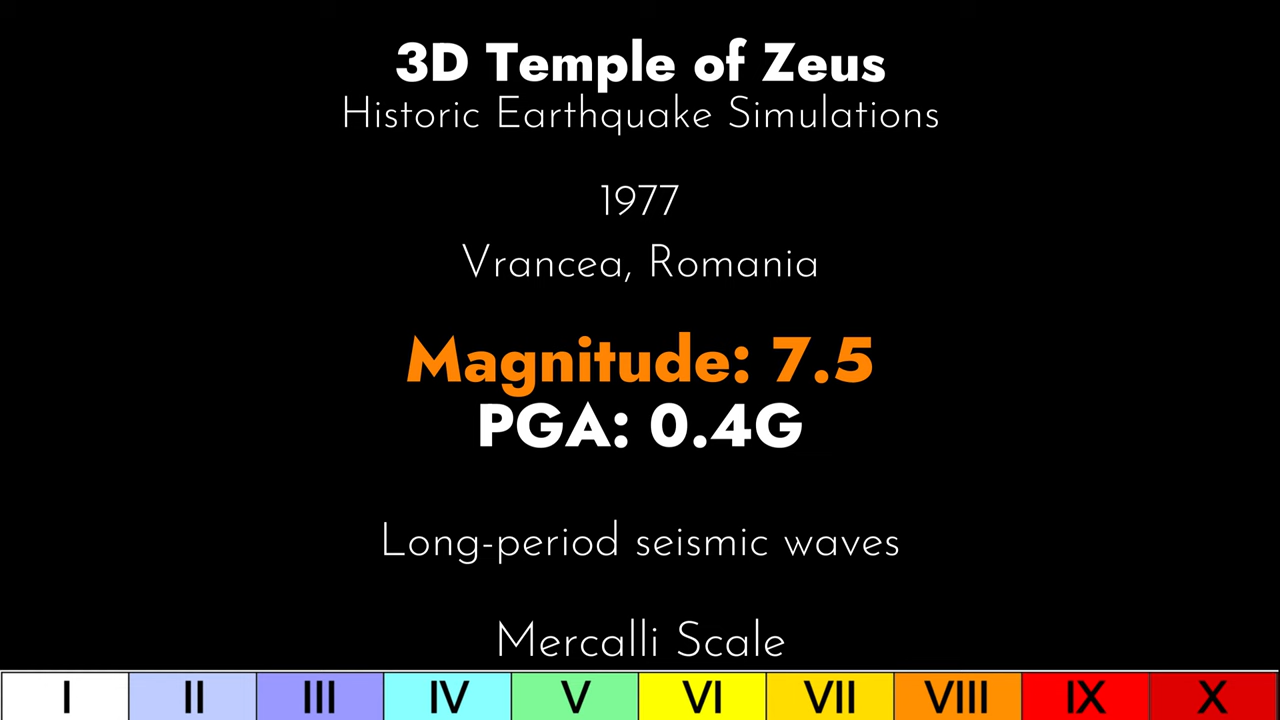 3D Temple of Zeus
Historic Earthquake Simulations
1977
Vrancea, Romania
Magnitude: 7.5
PGA: 0.4G
Long-period seismic waves
Mercalli Scale
I II III IV V VI VII VIII IX X